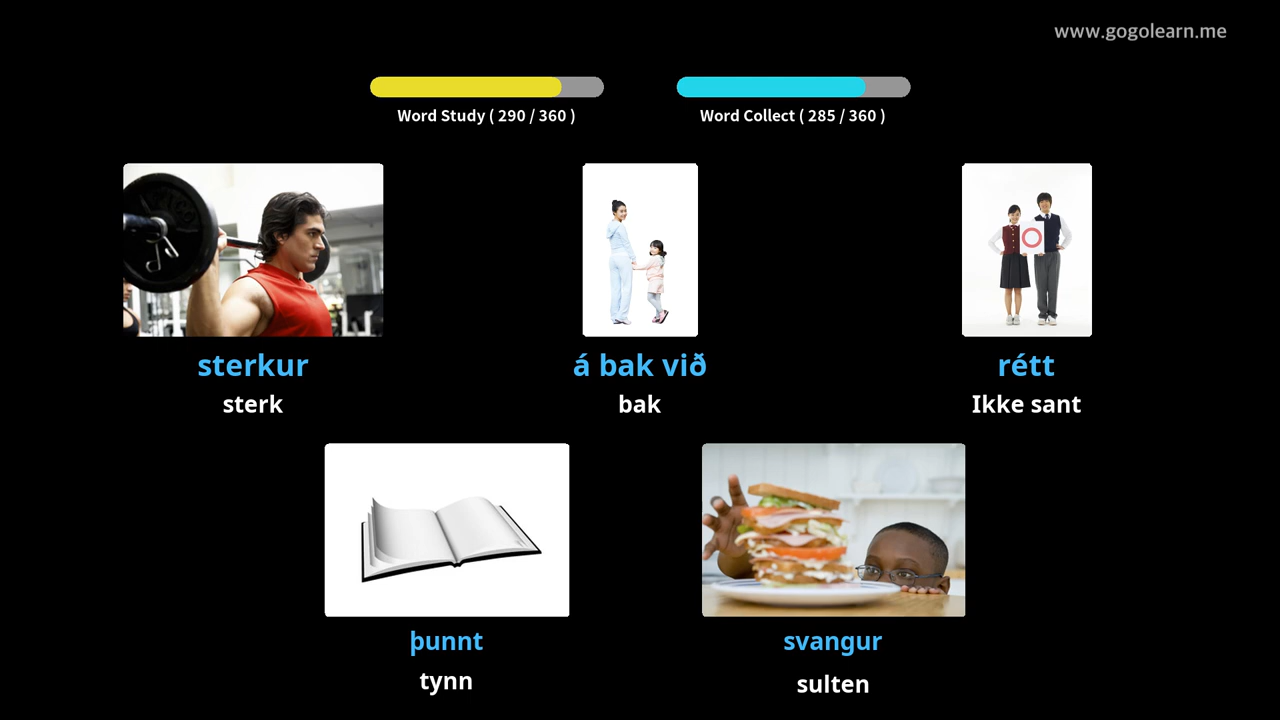 www.gogolearn.me
Word Study ( 290 / 360 )
Word Collect ( 285 / 360 )
sterkur
sterk
á bak við
bak
rétt
Ikke sant
þunnt
tynn
svangur
sulten